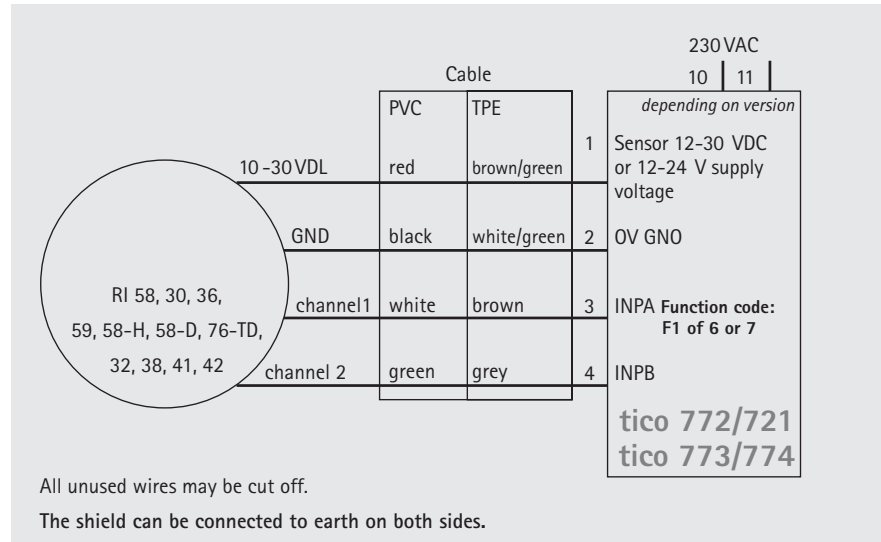 230 VAC
10 11
Cable
PVC TPE
depending on version
1 Sensor 12-30 VDC
or 12-24 V supply
voltage
10-30 VDL red brown/green
GND black white/green 2 OV GNO
RI 58, 30, 36,
59, 58-H, 58-D, 76-TD,
32, 38, 41, 42
channel1 white brown 3 INPA Function code:
F1 of 6 or 7
channel 2 green grey 4 INPB
tico 772/721
tico 773/774
All unused wires may be cut off.
The shield can be connected to earth on both sides.